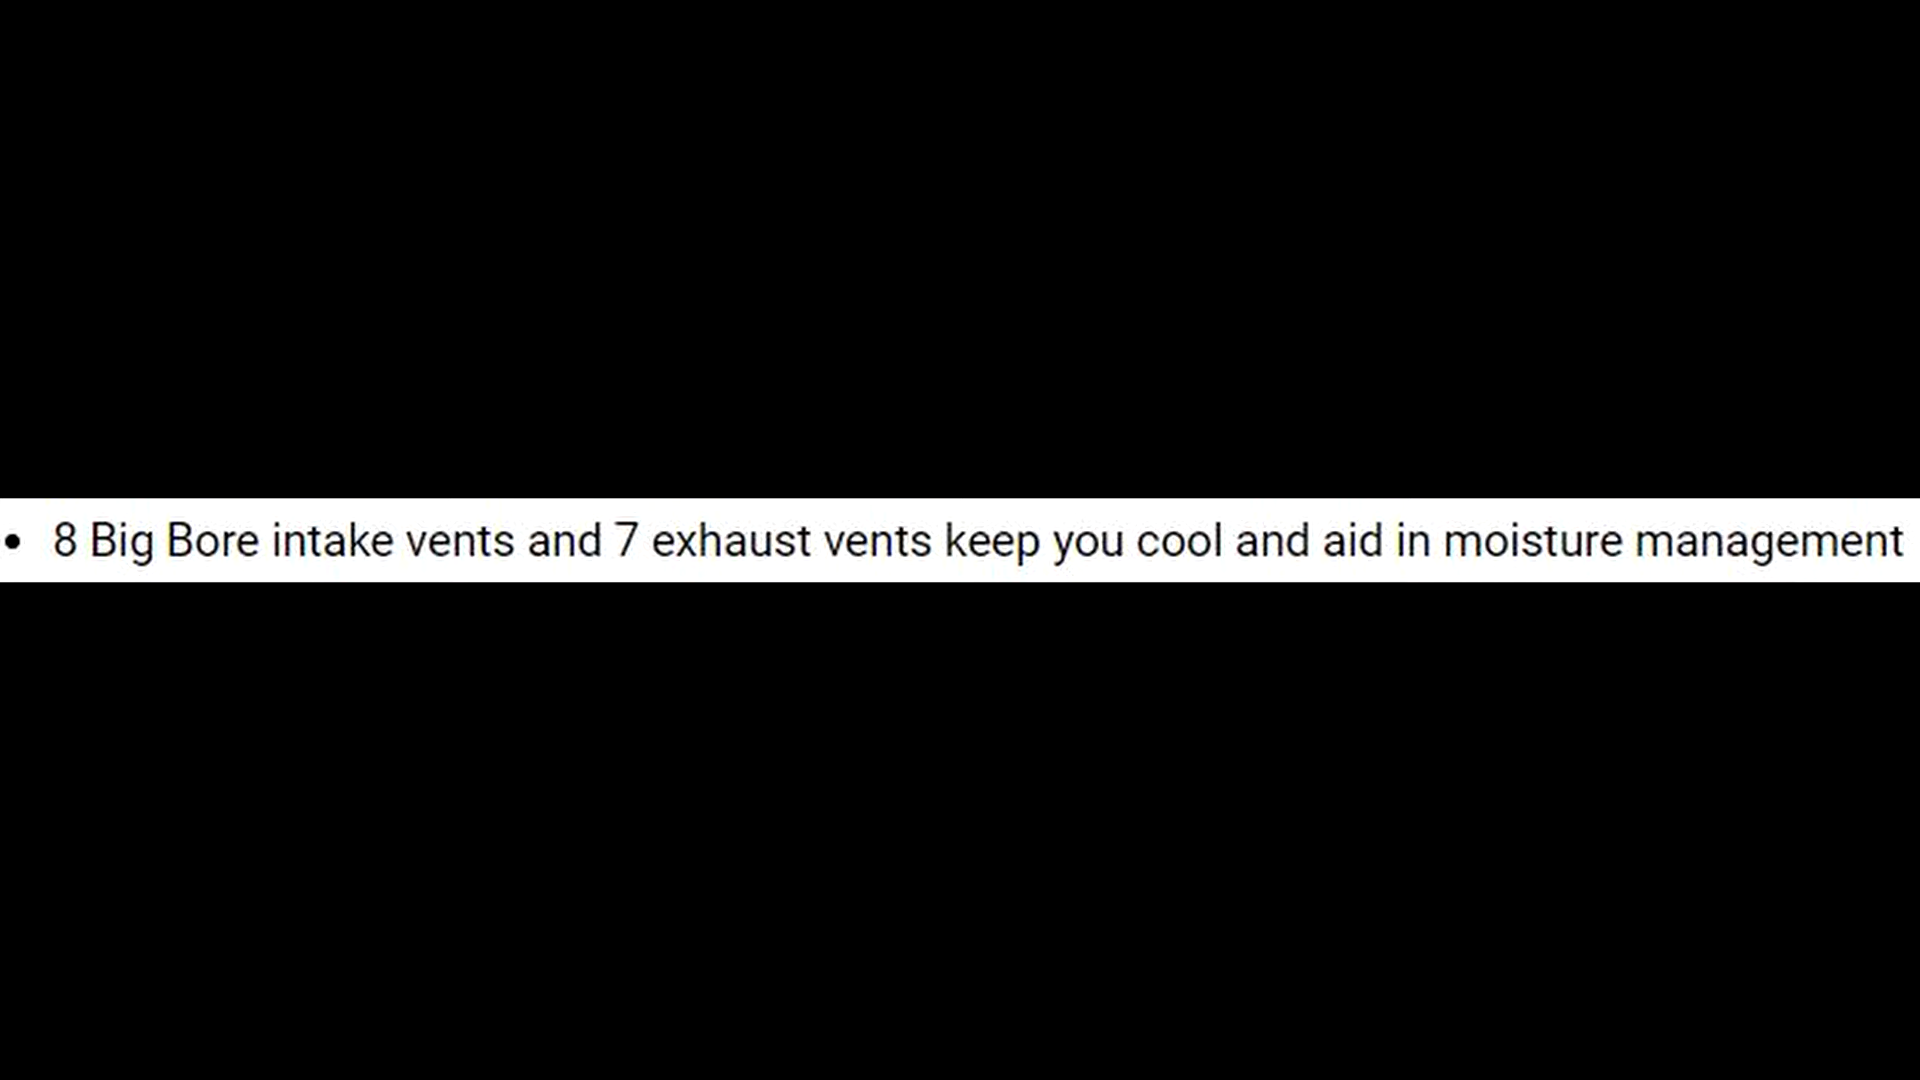 • 8 Big Bore intake vents and 7 exhaust vents keep you cool and aid in moisture management